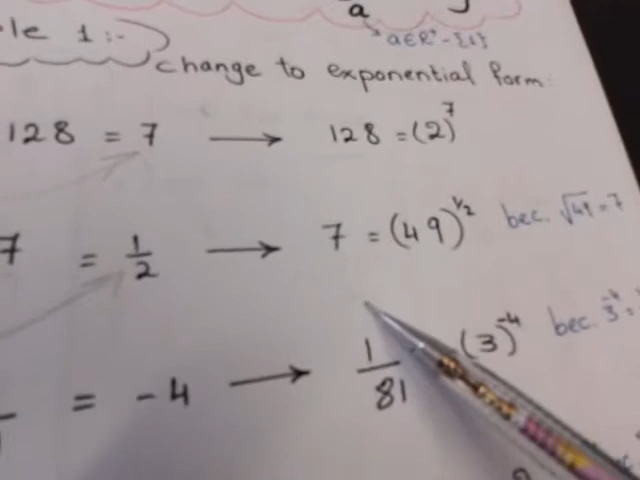 a
a∈R⁺-{1}
le 1:-
change to exponential form:
128 = 7 → 128 = (2)⁷
7 = 1/2 → 7 = (49)^1/2 bec. √49 = 7
= -4 → 1/81 (3)⁻⁴ bec. 3⁻⁴ =